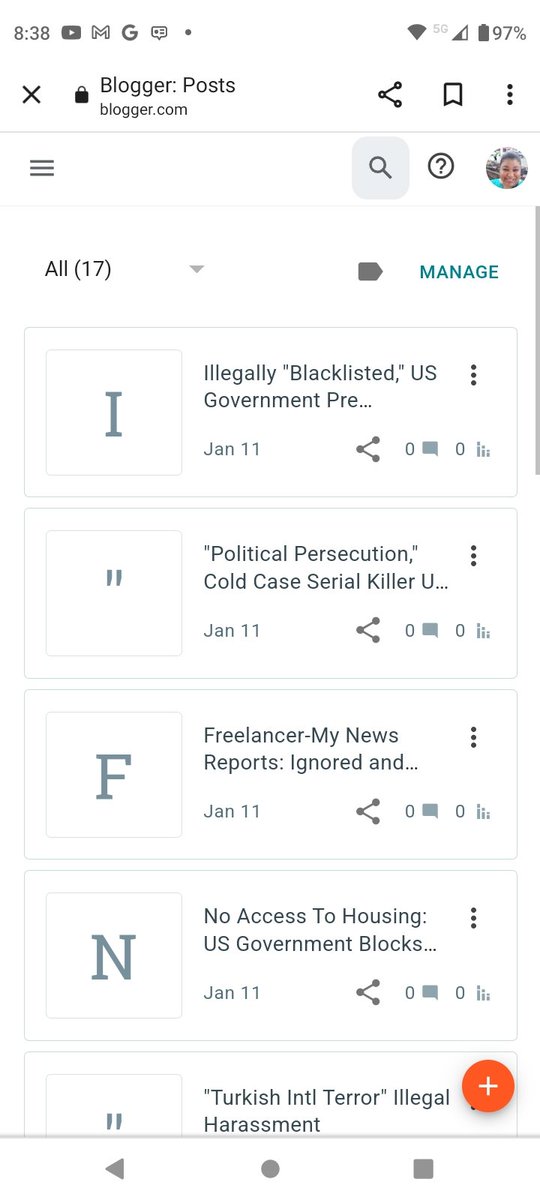 8:38
5G
97%
Blogger: Posts
blogger.com
All (17)
MANAGE
I
Illegally "Blacklisted," US
Government Pre...
Jan 11
0
0
"
"Political Persecution,"
Cold Case Serial Killer U...
Jan 11
0
0
F
Freelancer-My News
Reports: Ignored and...
Jan 11
0
0
N
No Access To Housing:
US Government Blocks...
Jan 11
0
0
"
"Turkish Intl Terror" Illegal
Harassment